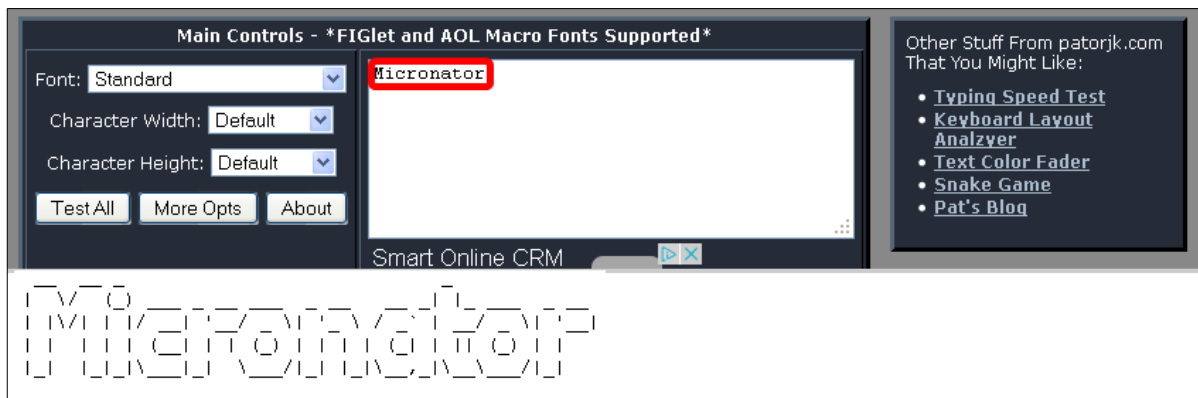 Main Controls - *FIGlet and AOL Macro Fonts Supported*
Font: Standard
Character Width: Default
Character Height: Default
Test All More Opts About
Micronator
Smart Online CRM
Other Stuff From patorjk.com
That You Might Like:
• Typing Speed Test
• Keyboard Layout
Analzyer
• Text Color Fader
• Snake Game
• Pat's Blog
Micronator